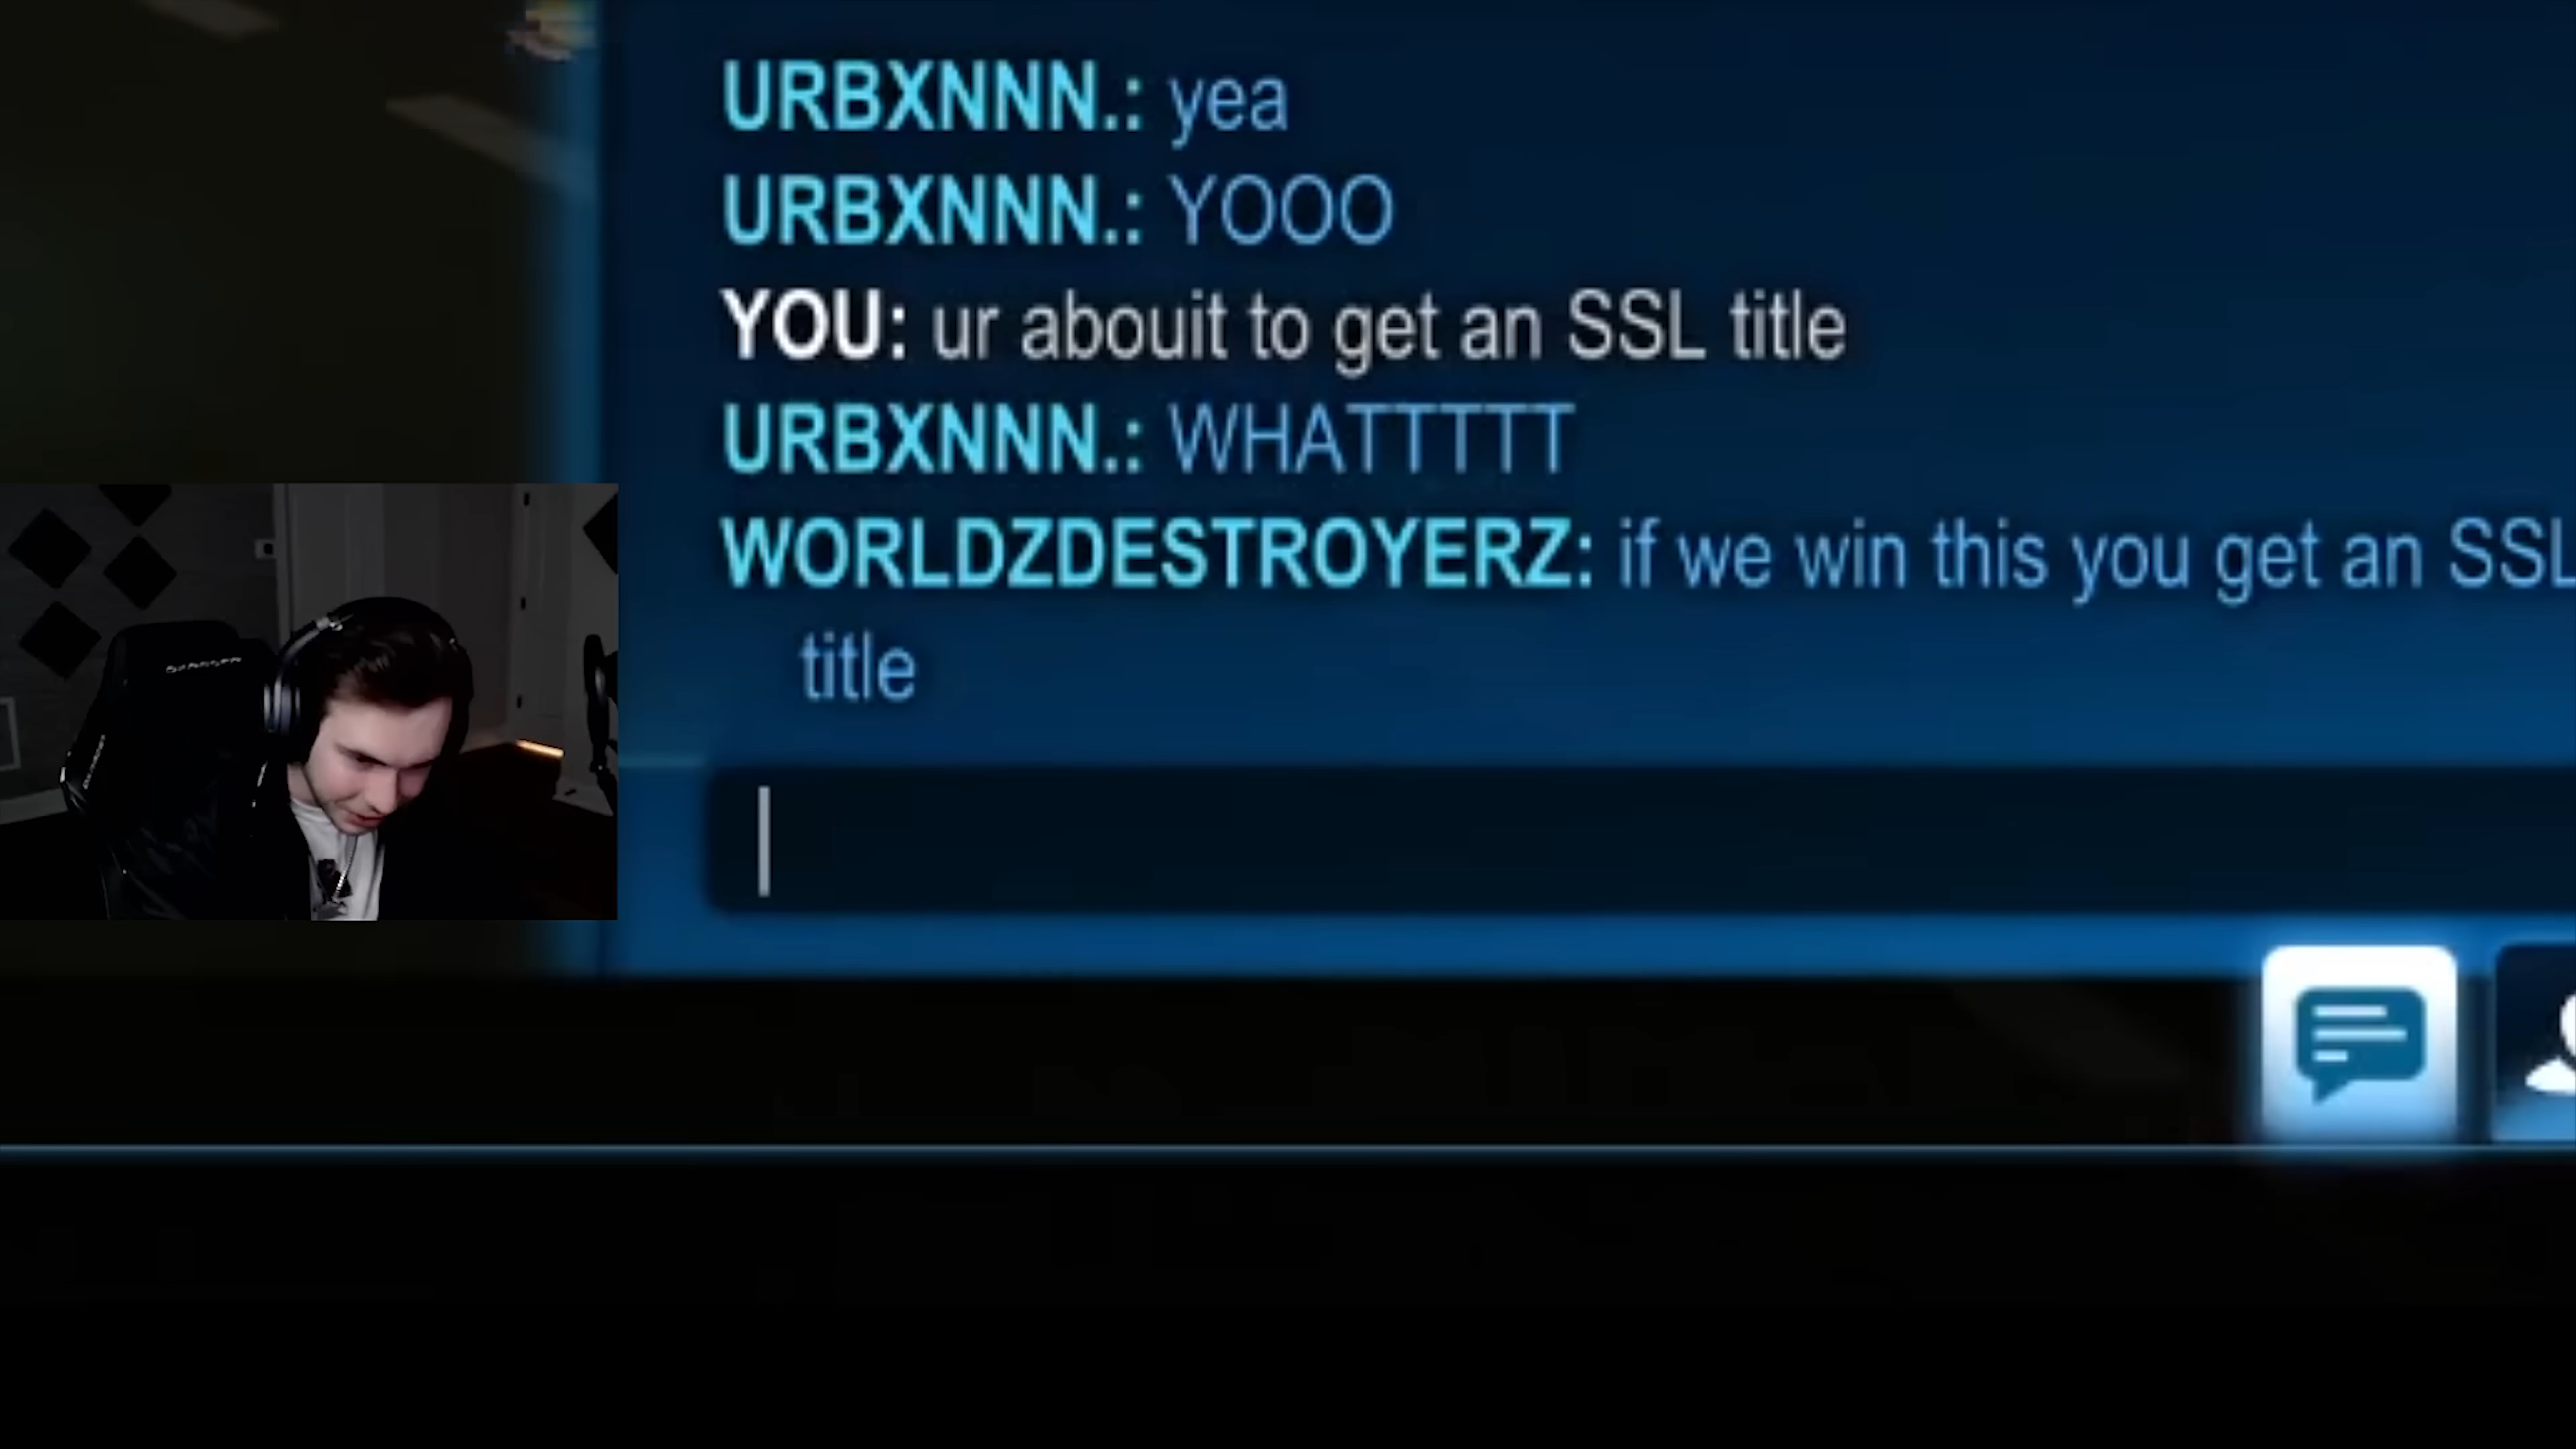 URBXNNN.: yea
URBXNNN.: YOOO
YOU: ur abouit to get an SSL title
URBXNNN.: WHATTTTT
WORLDZDESTROYERZ: if we win this you get an SSL
title